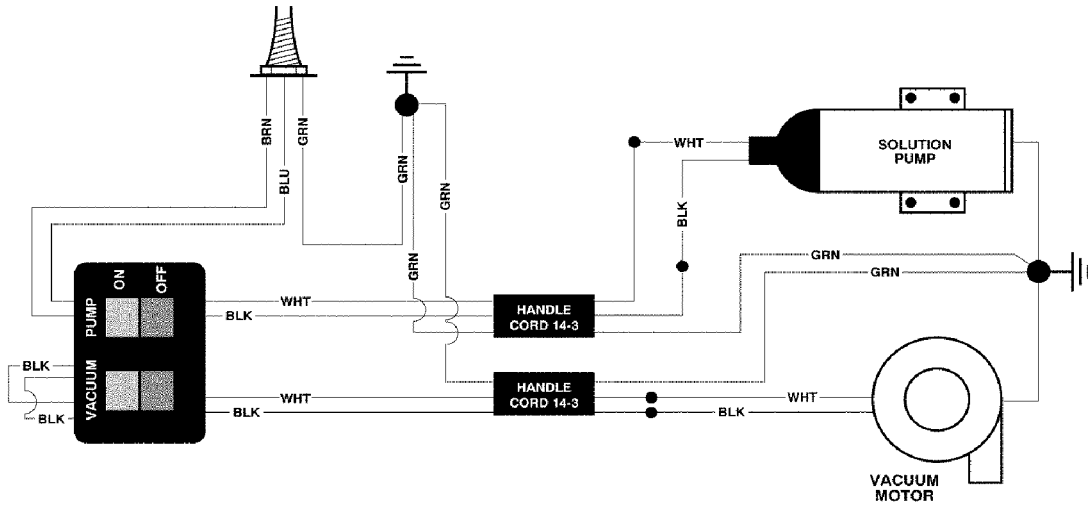 BRN
BLU
GRN
GRN
GRN
GRN
WHT
BLK
SOLUTION
PUMP
GRN
GRN
ON
OFF
PUMP
VACUUM
WHT
BLK
HANDLE
CORD 14-3
BLK
BLK
WHT
BLK
HANDLE
CORD 14-3
WHT
BLK
VACUUM
MOTOR